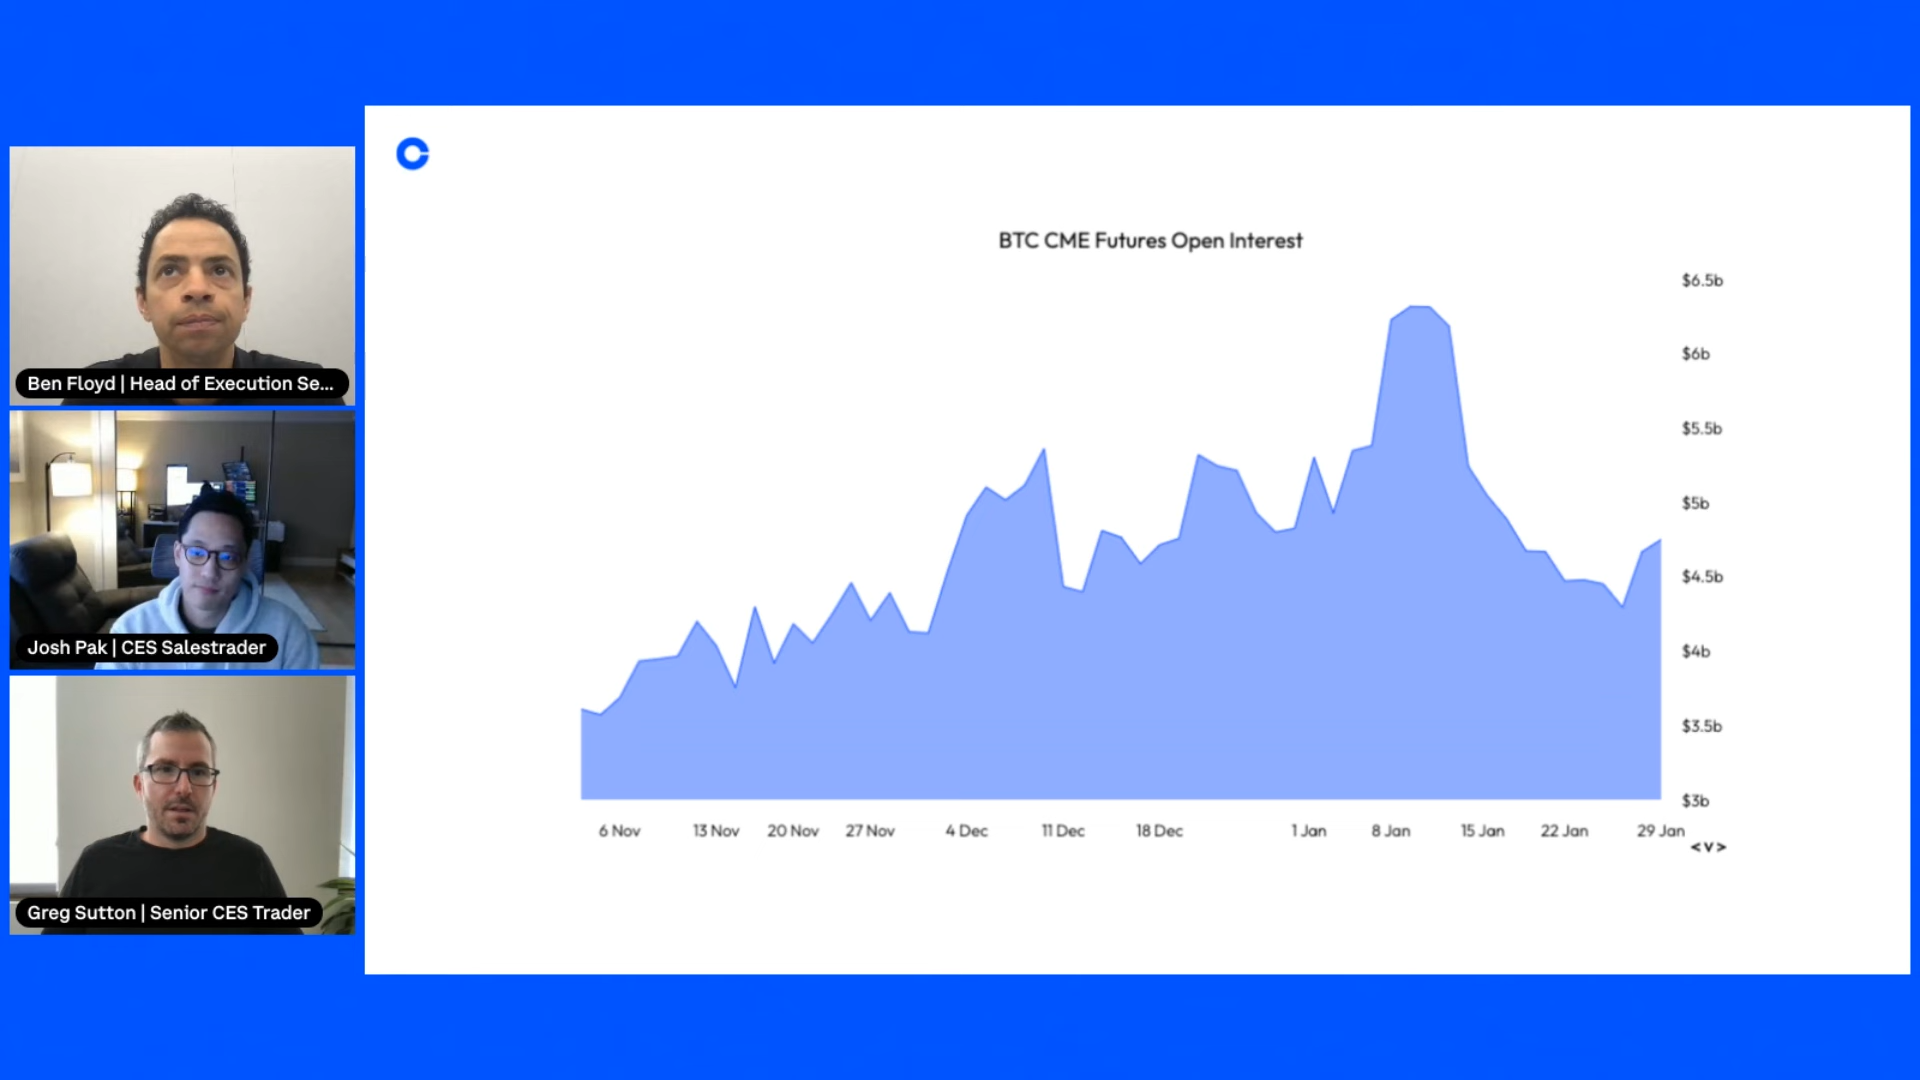 Ben Floyd | Head of Execution Se...
Josh Pak | CES Salestrader
Greg Sutton | Senior CES Trader
BTC CME Futures Open Interest
$6.5b
$6b
$5.5b
$5b
$4.5b
$4b
$3.5b
$3b
6 Nov 13 Nov 20 Nov 27 Nov 4 Dec 11 Dec 18 Dec 1 Jan 8 Jan 15 Jan 22 Jan 29 Jan
<v>